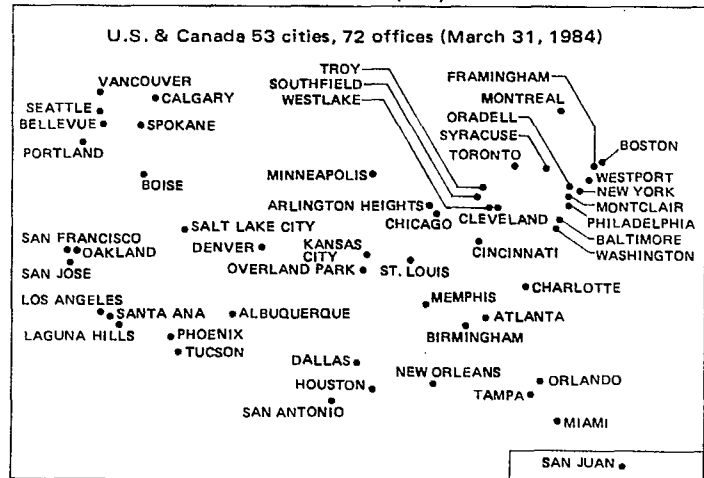 U.S. & Canada 53 cities, 72 offices (March 31, 1984)
TROY
SOUTHFIELD
WESTLAKE
FRAMINGHAM
MONTREAL
ORADELL
SYRACUSE
TORONTO
BOSTON
WESTPORT
NEW YORK
MONTCLAIR
PHILADELPHIA
BALTIMORE
WASHINGTON
VANCOUVER
CALGARY
SEATTLE
BELLEVUE
SPOKANE
PORTLAND
BOISE
MINNEAPOLIS
ARLINGTON HEIGHTS
CHICAGO
CLEVELAND
CINCINNATI
SALT LAKE CITY
SAN FRANCISCO
OAKLAND
SAN JOSE
DENVER
KANSAS
CITY
OVERLAND PARK
ST. LOUIS
LOS ANGELES
SANTA ANA
LAGUNA HILLS
ALBUQUERQUE
PHOENIX
TUCSON
MEMPHIS
CHARLOTTE
ATLANTA
BIRMINGHAM
DALLAS
HOUSTON
SAN ANTONIO
NEW ORLEANS
ORLANDO
TAMPA
MIAMI
SAN JUAN